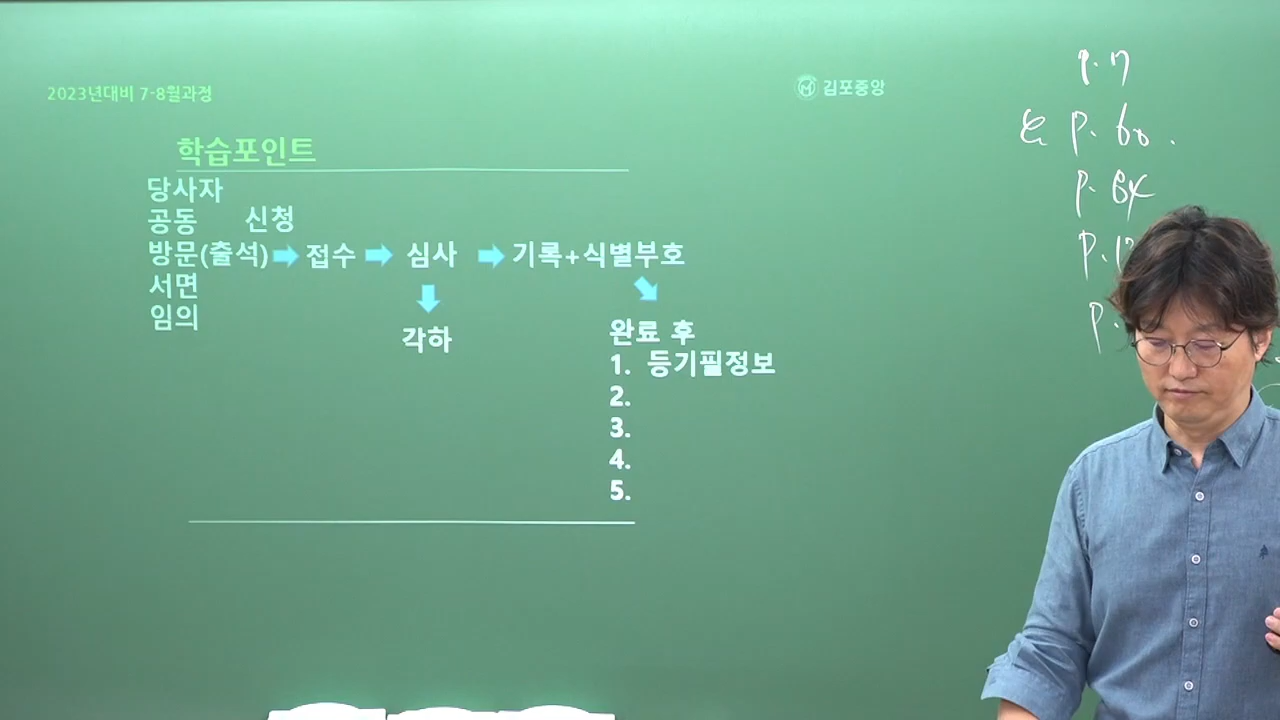 2023년대비 7-8월과정
김포중앙
학습포인트
당사자
공동 신청
방문(출석) 접수 심사 기록+식별부호
서면
임의
각하
완료 후
1. 등기필정보
2.
3.
4.
5.
P. 7
P. 60.
P. 84
P. 1
P.